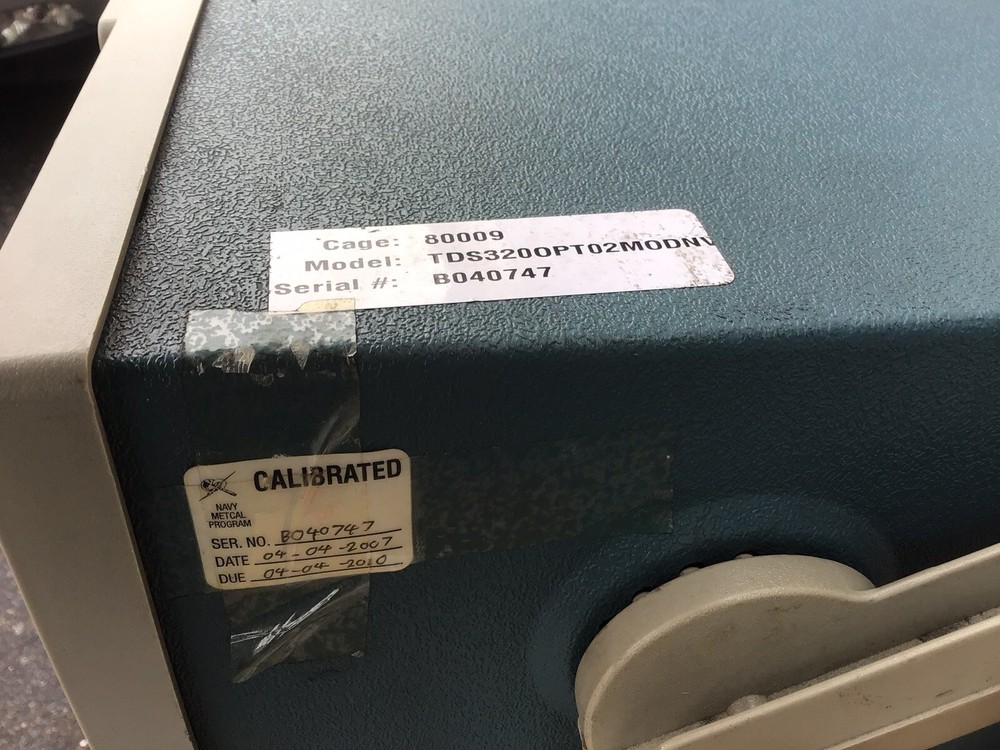 Cage: 80009
Model: TDS320OPT02MODNV
Serial #: B040747
CALIBRATED
NAVY
METCAL
PROGRAM
SER. NO. B040747
DATE 04-04-2007
DUE 04-04-2010